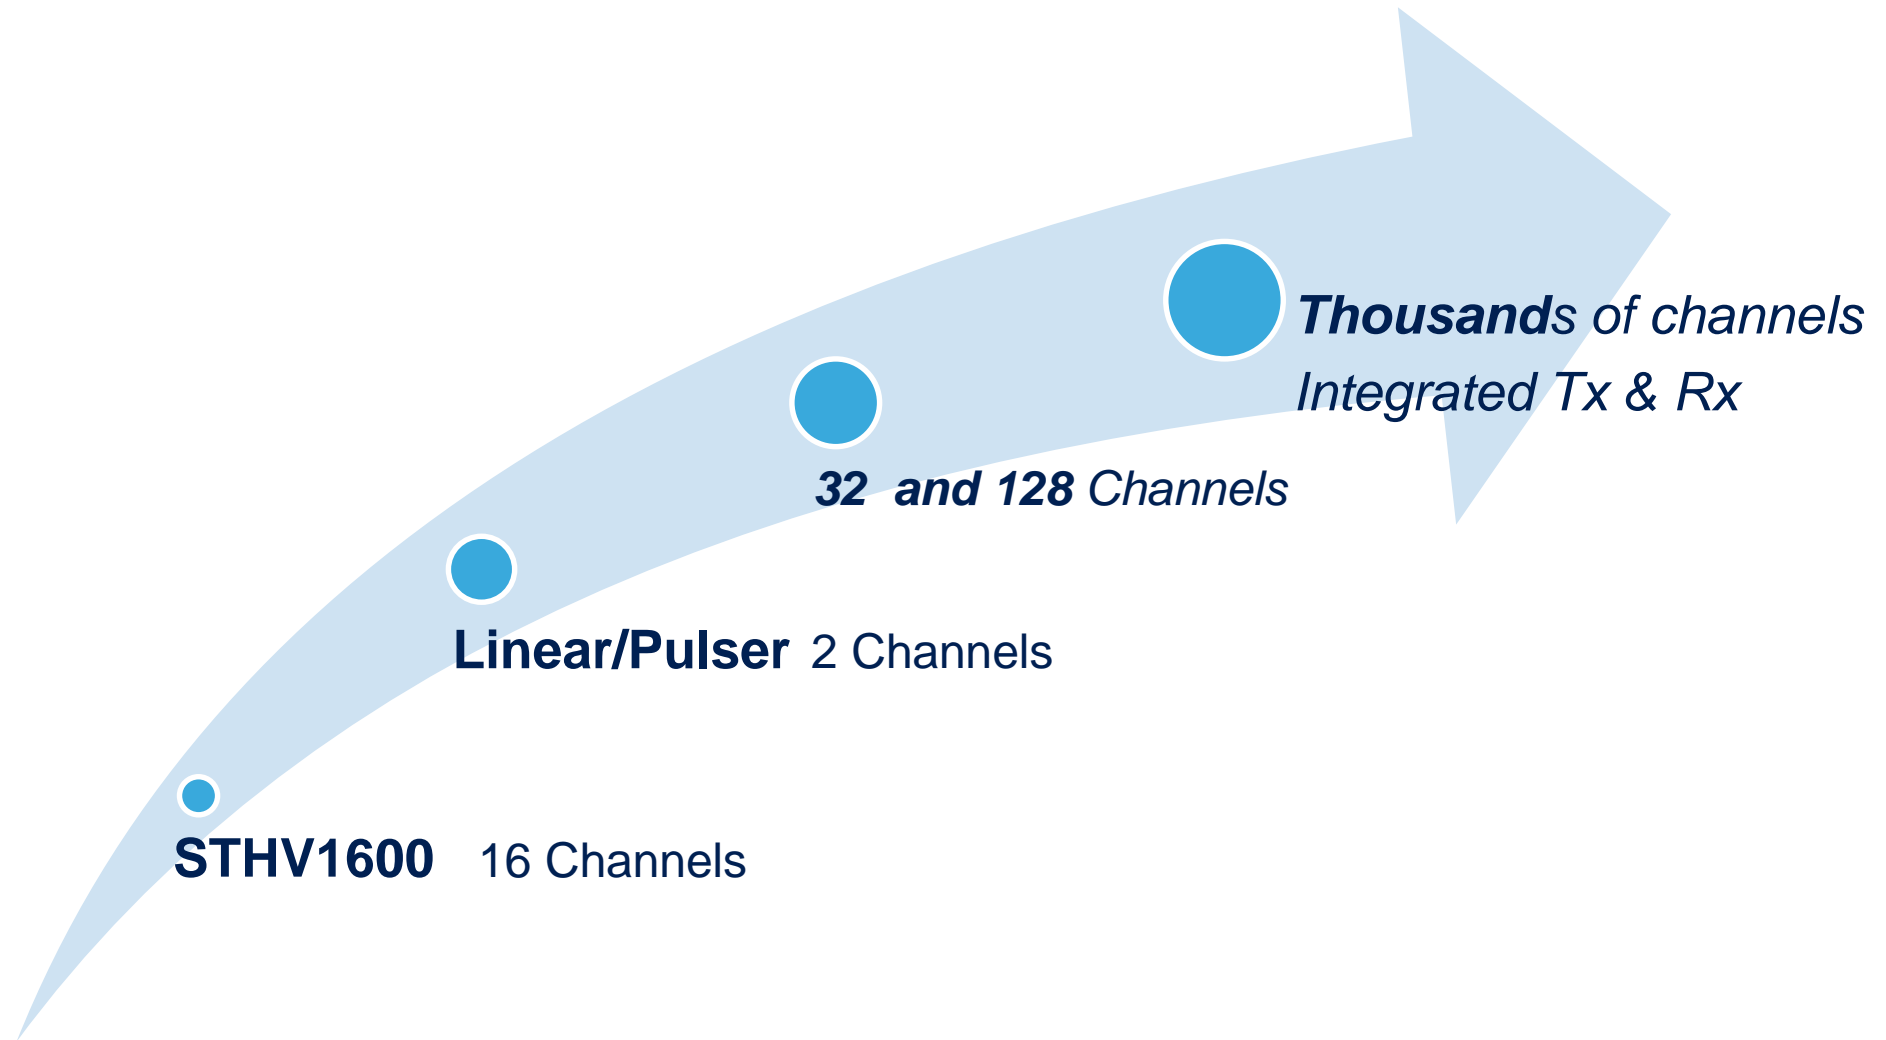 Thousands of channels
Integrated Tx & Rx
32 and 128 Channels
Linear/Pulser 2 Channels
STHV1600 16 Channels